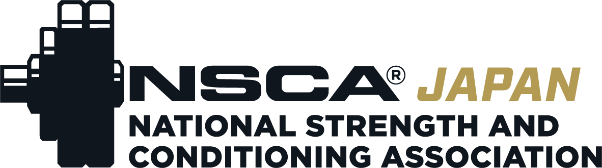 NSCA® JAPAN
NATIONAL STRENGTH AND
CONDITIONING ASSOCIATION